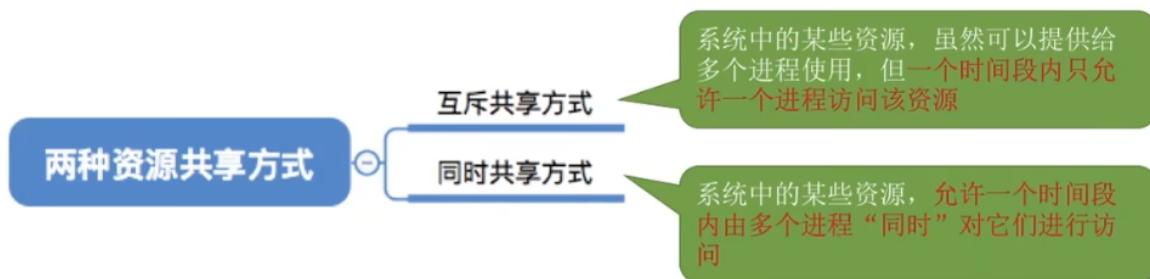 系统中的某些资源，虽然可以提供给
多个进程使用，但一个时间段内只允
许一个进程访问该资源
互斥共享方式
两种资源共享方式
同时共享方式
系统中的某些资源，允许一个时间段
内由多个进程“同时”对它们进行访
问